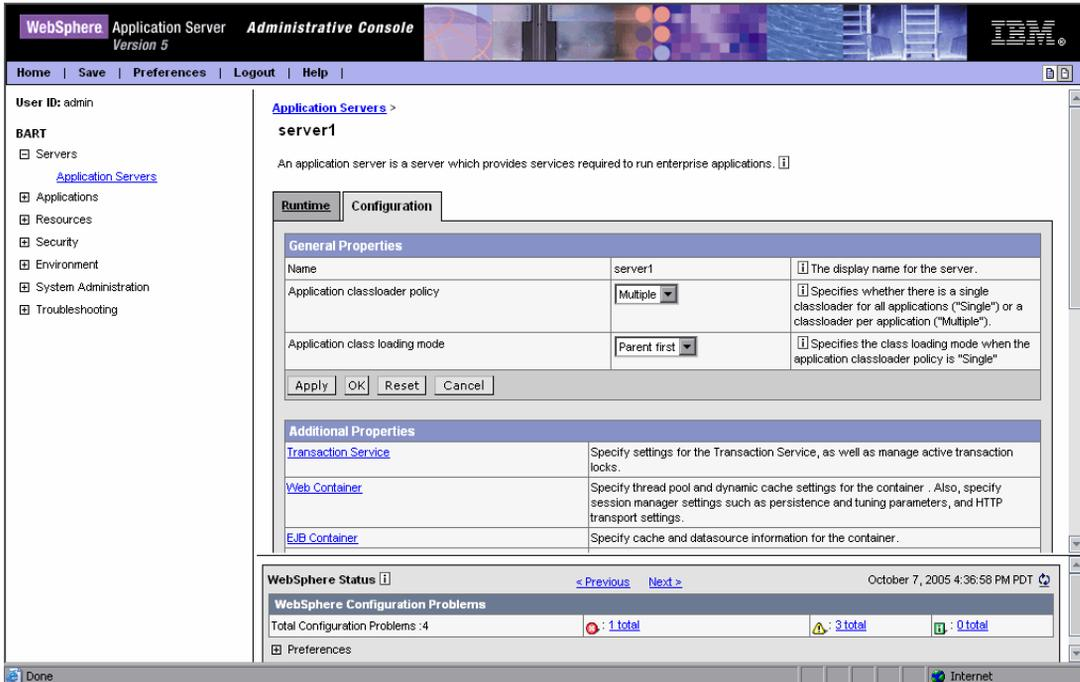 WebSphere Application Server Administrative Console
Version 5
IBM®
Home | Save | Preferences | Logout | Help |
User ID: admin
BART
Servers
Application Servers
Applications
Resources
Security
Environment
System Administration
Troubleshooting
Application Servers >
server1
An application server is a server which provides services required to run enterprise applications. i
Runtime Configuration
General Properties
Name server1 i The display name for the server.
Application classloader policy Multiple i Specifies whether there is a single
classloader for all applications ("Single") or a
classloader per application ("Multiple").
Application class loading mode Parent first i Specifies the class loading mode when the
application classloader policy is "Single"
Apply OK Reset Cancel
Additional Properties
Transaction Service Specify settings for the Transaction Service, as well as manage active transaction
locks.
Web Container Specify thread pool and dynamic cache settings for the container . Also, specify
session manager settings such as persistence and tuning parameters, and HTTP
transport settings.
EJB Container Specify cache and datasource information for the container.
WebSphere Status i < Previous Next > October 7, 2005 4:36:58 PM PDT
WebSphere Configuration Problems
Total Configuration Problems :4 : 1 total : 3 total : 0 total
Preferences
Done Internet